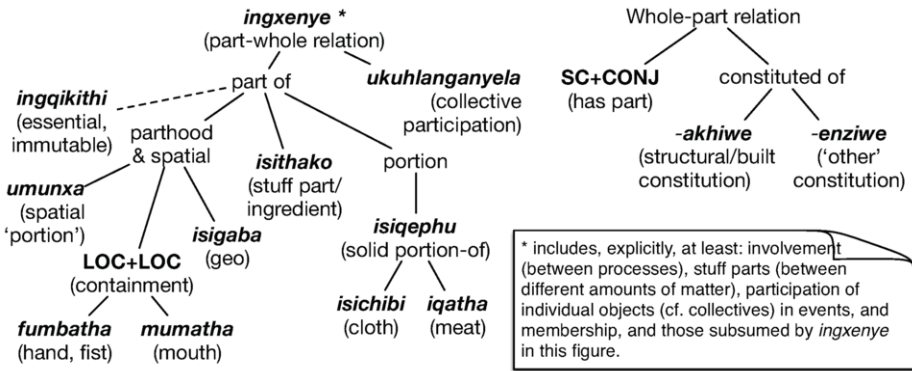 ingxenye *
(part-whole relation)
part of
ukuhlanganyela
(collective
participation)
ingqikithi
(essential,
immutable)
parthood
& spatial
isithako
(stuff part/
ingredient)
portion
umunxa
(spatial
'portion')
isigaba
(geo)
LOC+LOC
(containment)
fumbatha
(hand, fist)
mumatha
(mouth)
isiqephu
(solid portion-of)
isichibi
(cloth)
iqatha
(meat)
Whole-part relation
SC+CONJ
(has part)
constituted of
-akhiwe
(structural/built
constitution)
-enziwe
('other'
constitution)
* includes, explicitly, at least: involvement
(between processes), stuff parts (between
different amounts of matter), participation of
individual objects (cf. collectives) in events, and
membership, and those subsumed by ingxenye
in this figure.